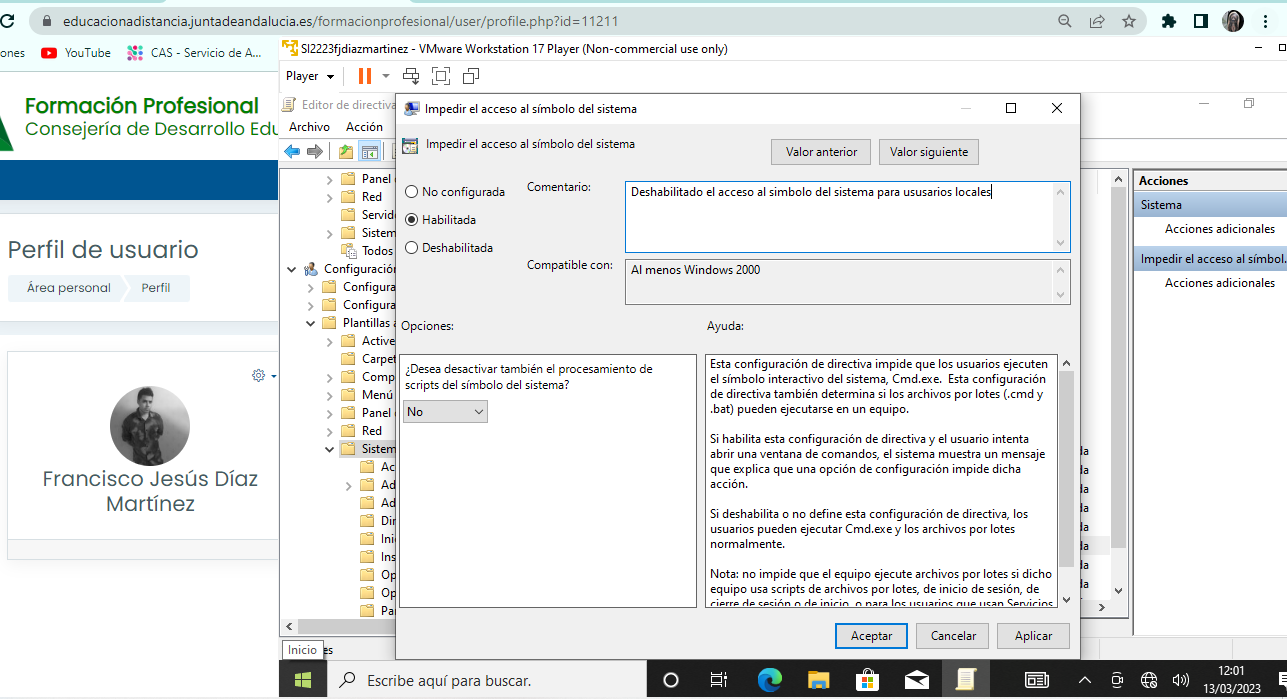 educacionadistancia.juntadeandalucia.es/formacionprofesional/user/profile.php?id=11211
ones YouTube CAS - Servicio de A...
SI2223fjdiazmartinez - VMware Workstation 17 Player (Non-commercial use only)
Player
Formación Profesional
Consejería de Desarrollo Edu
Perfil de usuario
Área personal Perfil
Francisco Jesús Díaz
Martínez
Editor de directiva
Archivo Acción
Panel
Red
Servid
Sistem
Todos
Configuración
Configura
Configura
Plantillas a
Active
Carpet
Comp
Menú
Panel
Red
Sistem
Ac
Ad
Ad
Dir
Ini
Ins
Op
Op
Pa
Impedir el acceso al símbolo del sistema
Impedir el acceso al símbolo del sistema
Valor anterior Valor siguiente
No configurada
Habilitada
Deshabilitada
Comentario:
Deshabilitado el acceso al simbolo del sistema para ususarios locales
Compatible con:
Al menos Windows 2000
Opciones:
¿Desea desactivar también el procesamiento de
scripts del símbolo del sistema?
No
Ayuda:
Esta configuración de directiva impide que los usuarios ejecuten
el símbolo interactivo del sistema, Cmd.exe.  Esta configuración
de directiva también determina si los archivos por lotes (.cmd y
.bat) pueden ejecutarse en un equipo.
Si habilita esta configuración de directiva y el usuario intenta
abrir una ventana de comandos, el sistema muestra un mensaje
que explica que una opción de configuración impide dicha
acción.
Si deshabilita o no define esta configuración de directiva, los
usuarios pueden ejecutar Cmd.exe y los archivos por lotes
normalmente.
Nota: no impide que el equipo ejecute archivos por lotes si dicho
equipo usa scripts de archivos por lotes, de inicio de sesión, de
cierre de sesión o de inicio, o para los usuarios que usan Servicios
Aceptar Cancelar Aplicar
da
da
da
da
da
da
da
da
Acciones
Sistema
Acciones adicionales
Impedir el acceso al símbol...
Acciones adicionales
Inicio es
Escribe aquí para buscar.
12:01
13/03/2023